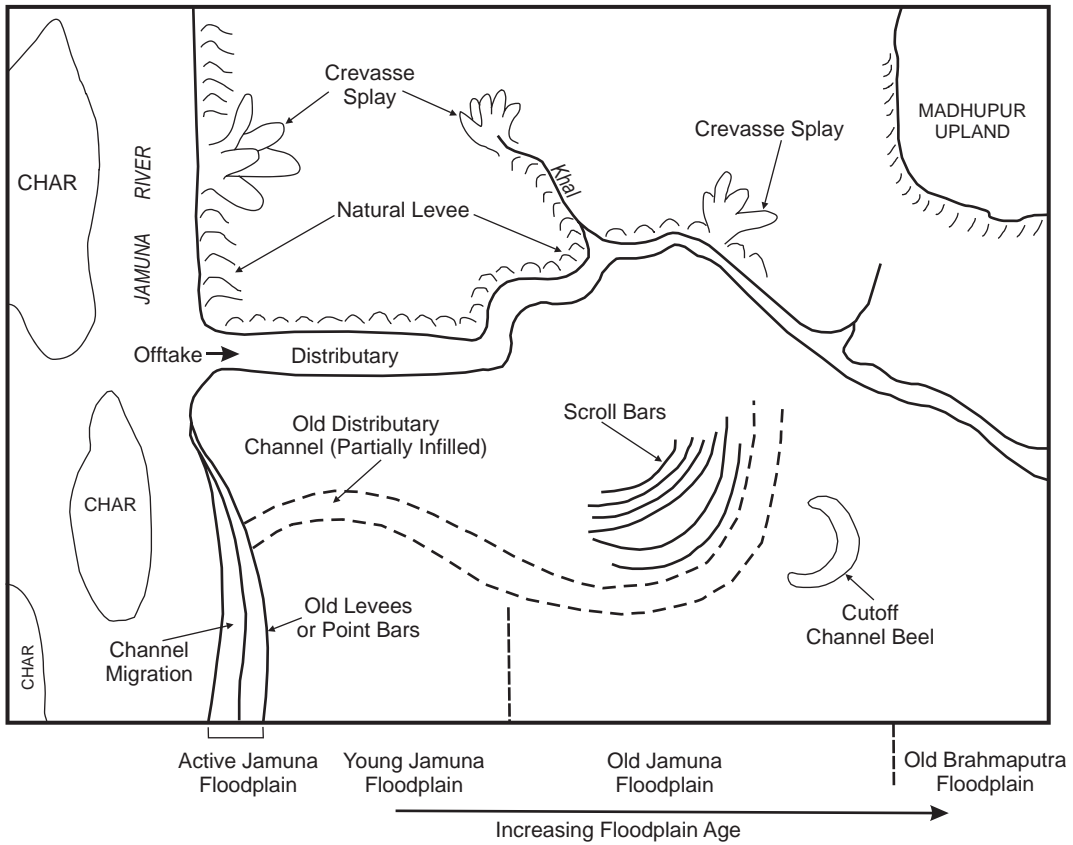 Crevasse
Splay
MADHUPUR
UPLAND
Crevasse Splay
CHAR
JAMUNA RIVER
Khal
Natural Levee
Offtake
Distributary
Scroll Bars
Old Distributary
Channel (Partially Infilled)
CHAR
Old Levees
or Point Bars
Cutoff
Channel Beel
Channel
Migration
CHAR
Active Jamuna
Floodplain
Young Jamuna
Floodplain
Old Jamuna
Floodplain
Old Brahmaputra
Floodplain
Increasing Floodplain Age